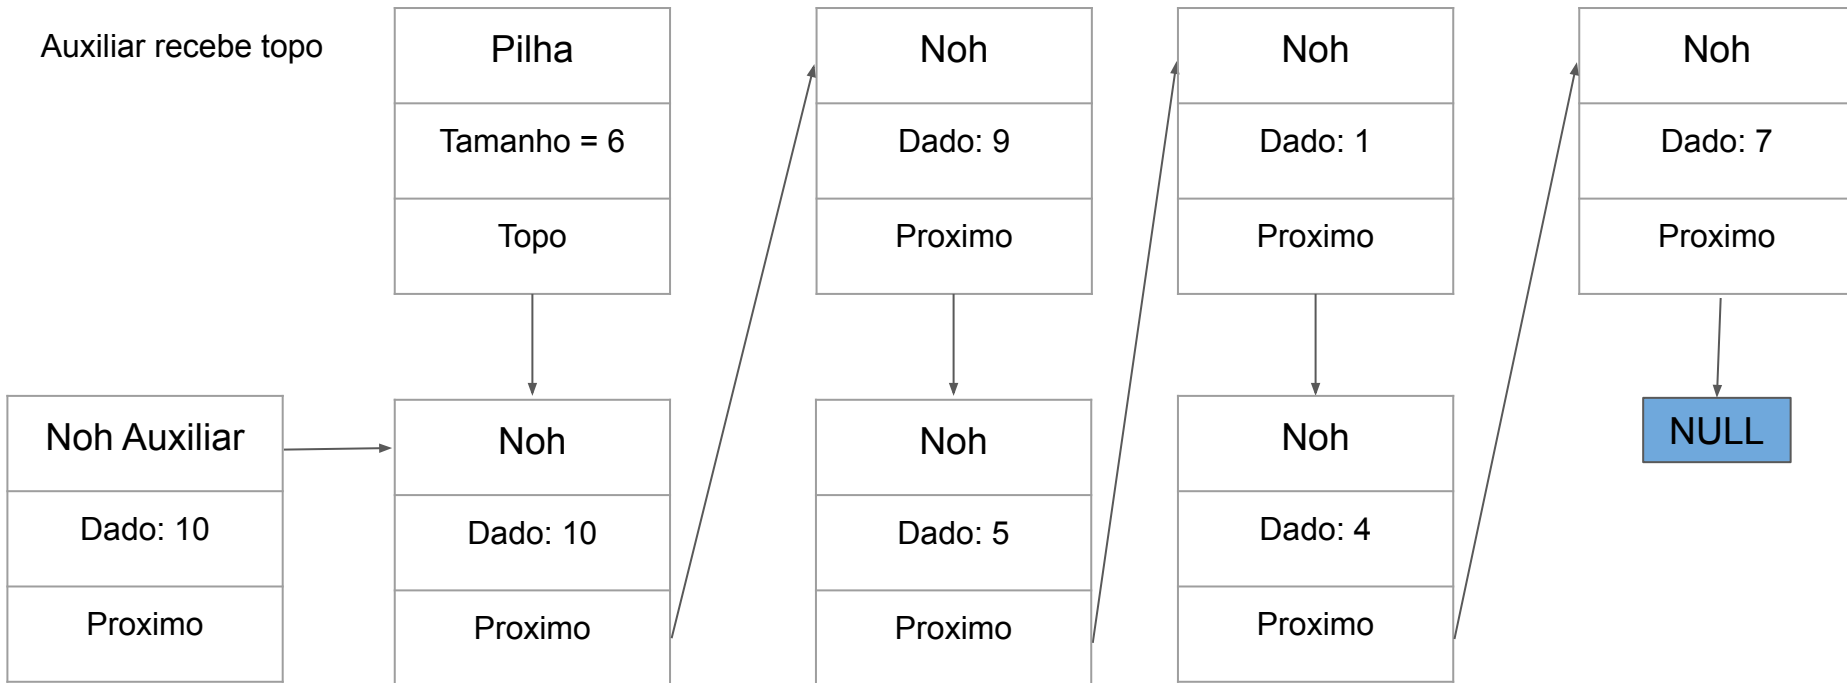 Auxiliar recebe topo
Pilha
Tamanho = 6
Topo
Noh
Dado: 9
Proximo
Noh
Dado: 1
Proximo
Noh
Dado: 7
Proximo
Noh Auxiliar
Dado: 10
Proximo
Noh
Dado: 10
Proximo
Noh
Dado: 5
Proximo
Noh
Dado: 4
Proximo
NULL